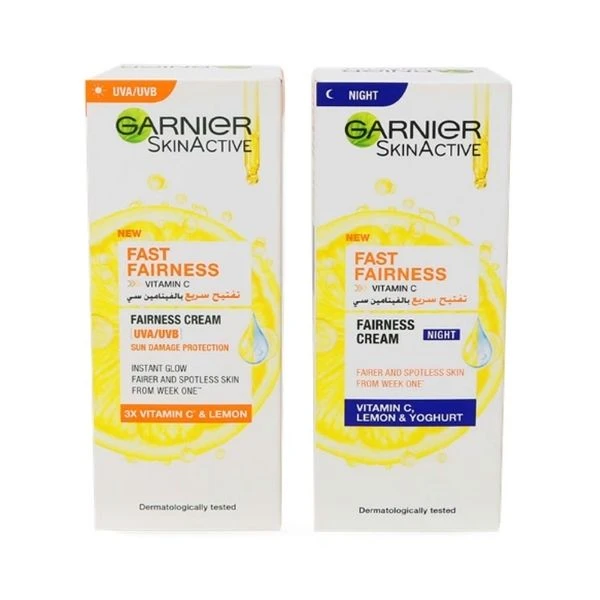 UVA/UVB
GARNIER
SKINACTIVE
NEW
FAST
FAIRNESS
VITAMIN C
تفتيح سريع بالفيتامين سي
FAIRNESS CREAM
UVA/UVB
SUN DAMAGE PROTECTION
INSTANT GLOW
FAIRER AND SPOTLESS SKIN
FROM WEEK ONE**
3X VITAMIN C* & LEMON
Dermatologically tested
NIGHT
GARNIER
SKINACTIVE
NEW
FAST
FAIRNESS
VITAMIN C
تفتيح سريع بالفيتامين سي
FAIRNESS
CREAM NIGHT
FAIRER AND SPOTLESS SKIN
FROM WEEK ONE*
VITAMIN C,
LEMON & YOGHURT
Dermatologically tested